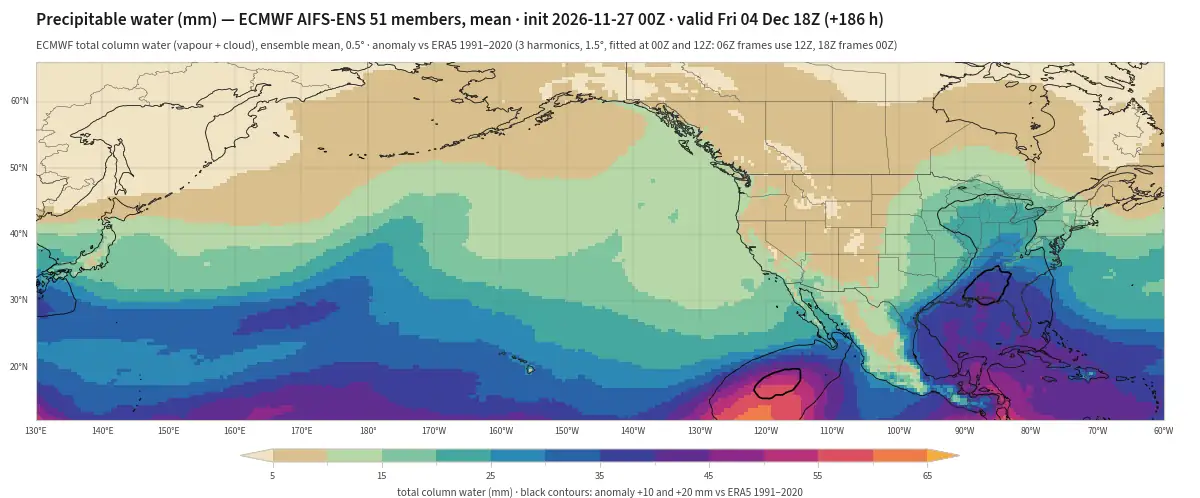 Precipitable water (mm) — ECMWF AIFS-ENS 51 members, mean · init 2026-11-27 00Z · valid Fri 04 Dec 18Z (+186 h)
ECMWF total column water (vapour + cloud), ensemble mean, 0.5° · anomaly vs ERA5 1991–2020 (3 harmonics, 1.5°, fitted at 00Z and 12Z: 06Z frames use 12Z, 18Z frames 00Z)
60°N
50°N
40°N
30°N
20°N
130°E 140°E 150°E 160°E 170°E 180° 170°W 160°W 150°W 140°W 130°W 120°W 110°W 100°W 90°W 80°W 70°W 60°W
5 15 25 35 45 55 65
total column water (mm) · black contours: anomaly +10 and +20 mm vs ERA5 1991–2020